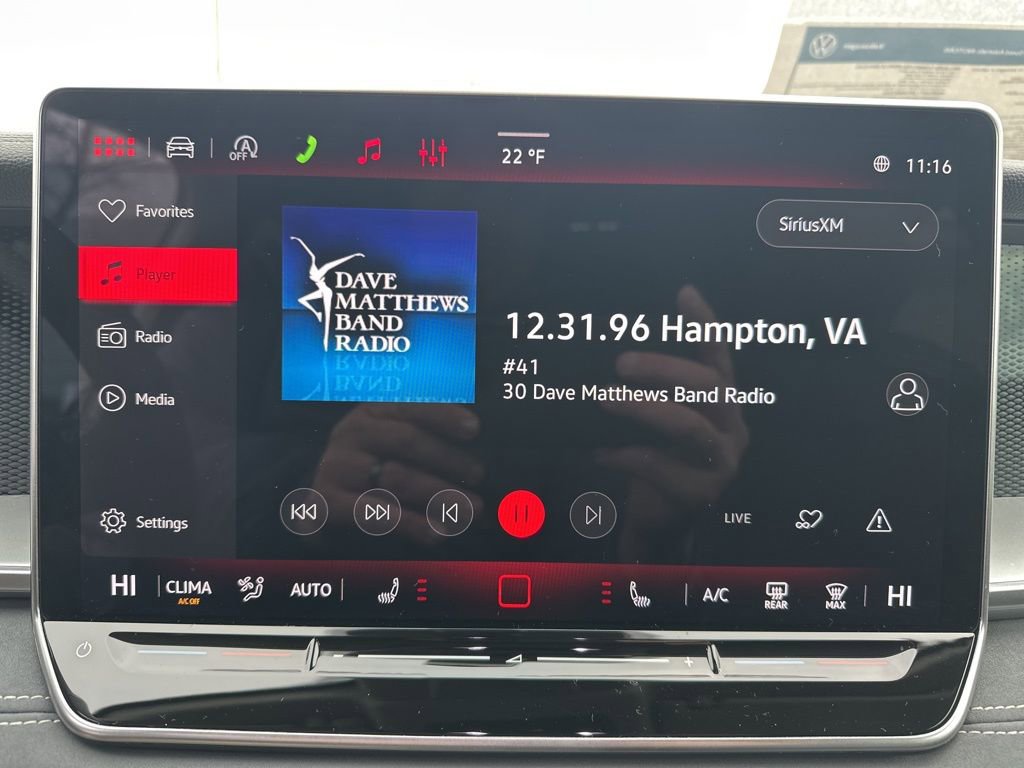 A
OFF
22 °F
11:16
Favorites
SiriusXM
Player
DAVE
MATTHEWS
BAND
RADIO
12.31.96 Hampton, VA
#41
30 Dave Matthews Band Radio
Radio
Media
Settings
LIVE
HI
CLIMA
A/C OFF
AUTO
A/C
REAR
MAX
HI